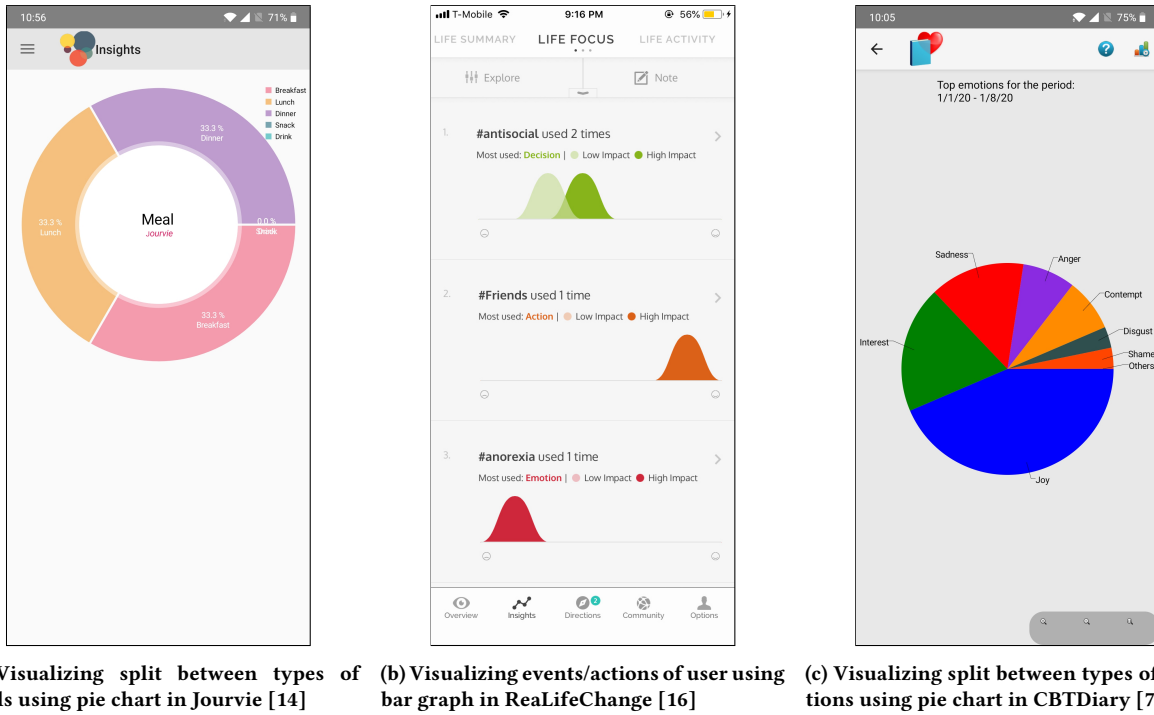 10:56
71%
Insights
Breakfast
Lunch
Dinner
Snack
Drink
33.3 %
Dinner
33.3 %
Lunch
0.0 %
Meal
Jourvie
33.3 %
Breakfast
T-Mobile
9:16 PM
56%
LIFE SUMMARY LIFE FOCUS LIFE ACTIVITY
Explore
Note
1. #antisocial used 2 times
Most used: Decision | Low Impact High Impact
2. #Friends used 1 time
Most used: Action | Low Impact High Impact
3. #anorexia used 1 time
Most used: Emotion | Low Impact High Impact
2
Overview Insights Directions Community Options
10:05
75%
?
Top emotions for the period:
1/1/20 - 1/8/20
Sadness
Anger
Contempt
Disgust
Shame
Others
Interest
Joy
Visualizing split between types of
ls using pie chart in Jourvie [14]
(b) Visualizing events/actions of user using
bar graph in ReaLifeChange [16]
(c) Visualizing split between types of
tions using pie chart in CBTDiary [7